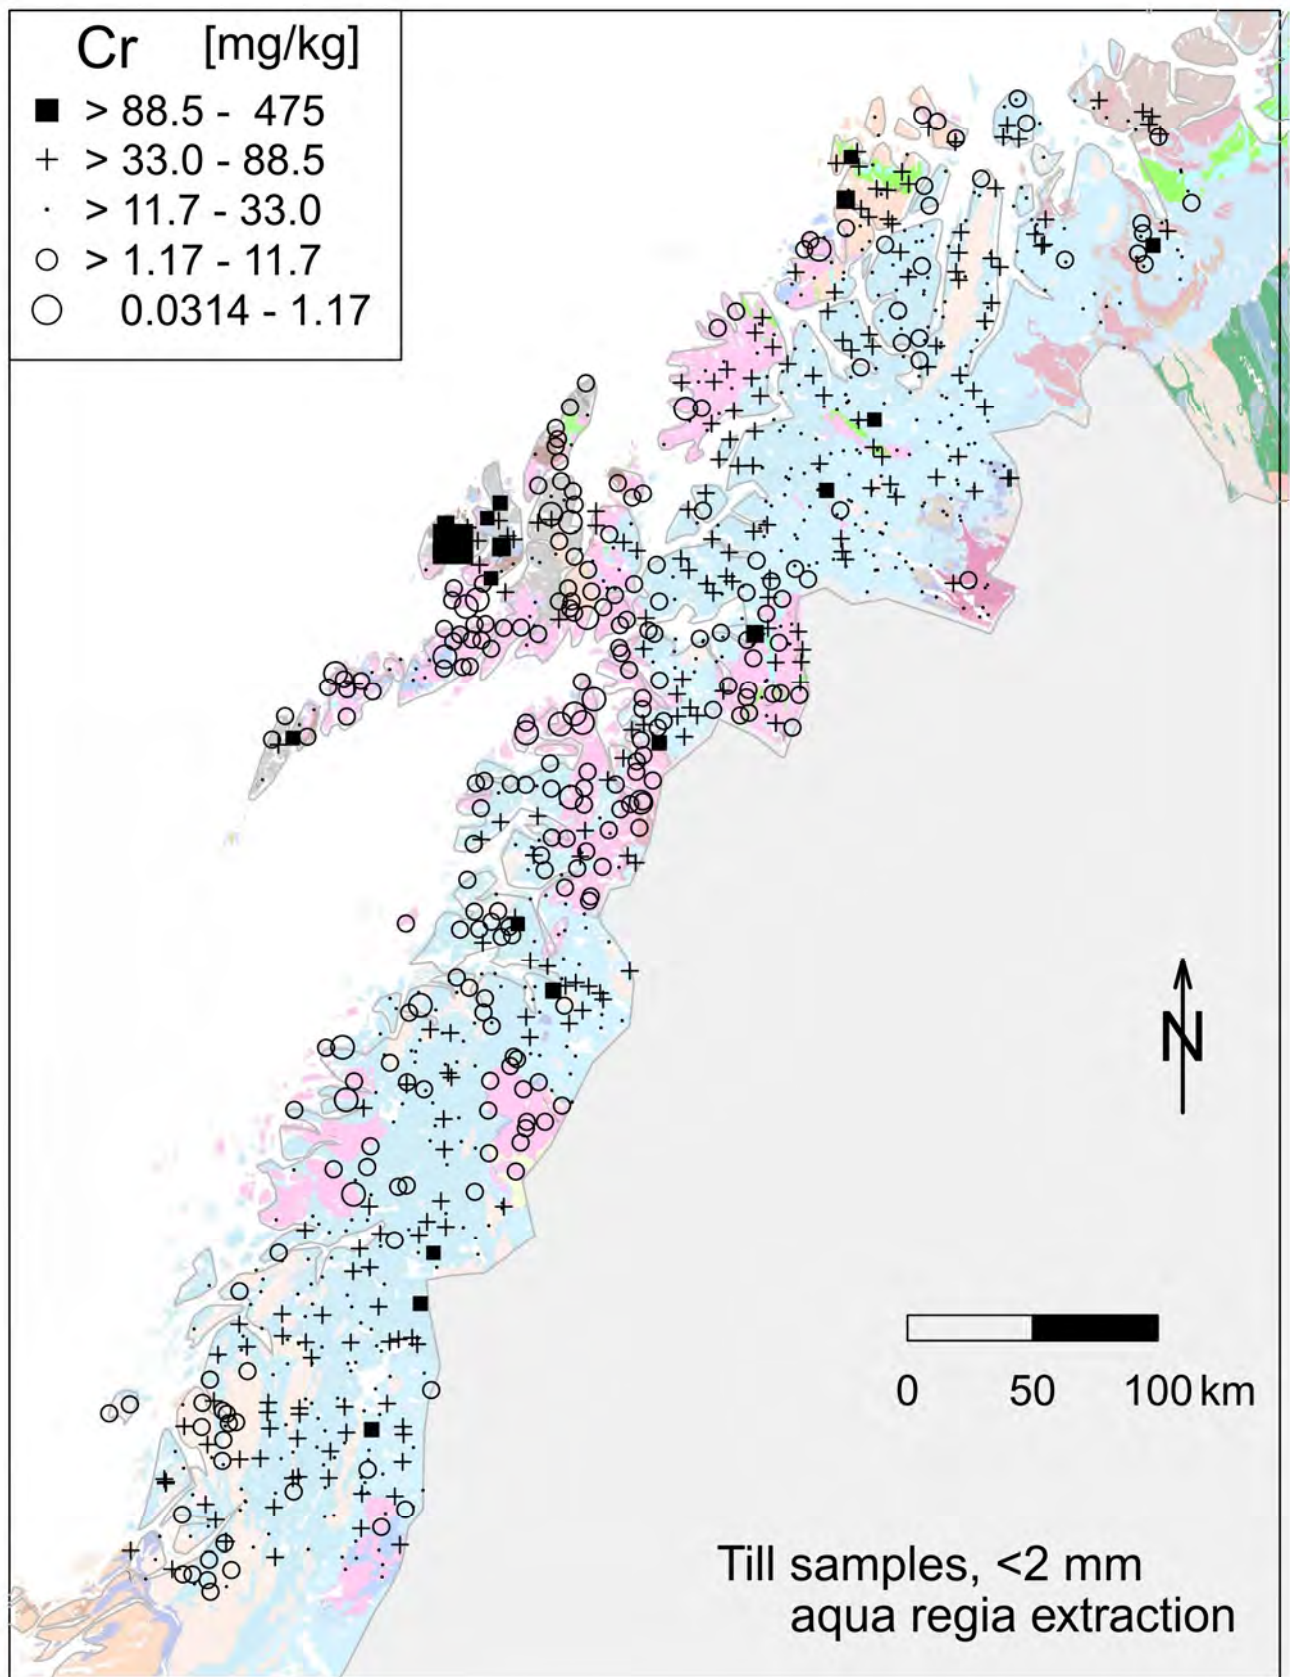 Cr [mg/kg]
> 88.5 - 475
> 33.0 - 88.5
> 11.7 - 33.0
> 1.17 - 11.7
0.0314 - 1.17
N
0 50 100 km
Till samples, <2 mm
aqua regia extraction